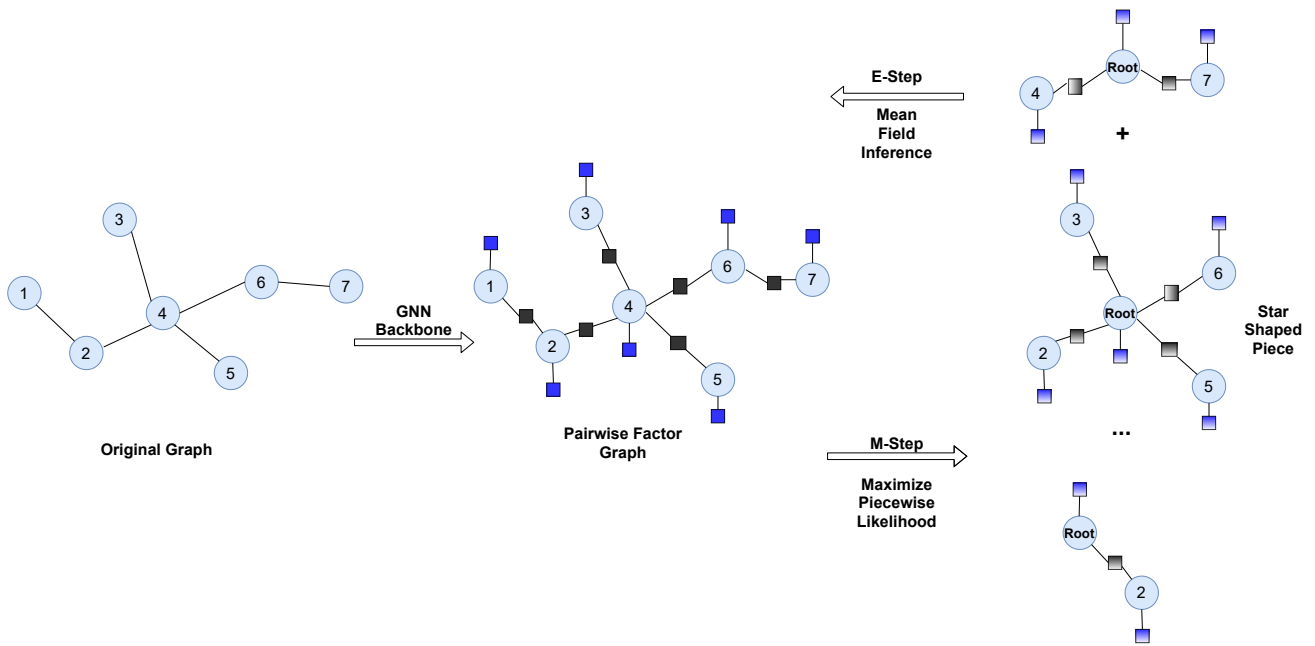 3
1
4
6
7
2
5
Original Graph
GNN
Backbone
3
1
6
7
4
2
5
Pairwise Factor
Graph
E-Step
Mean
Field
Inference
M-Step
Maximize
Piecewise
Likelihood
Root
4
7
+
3
6
Root
2
5
...
Star
Shaped
Piece
Root
2